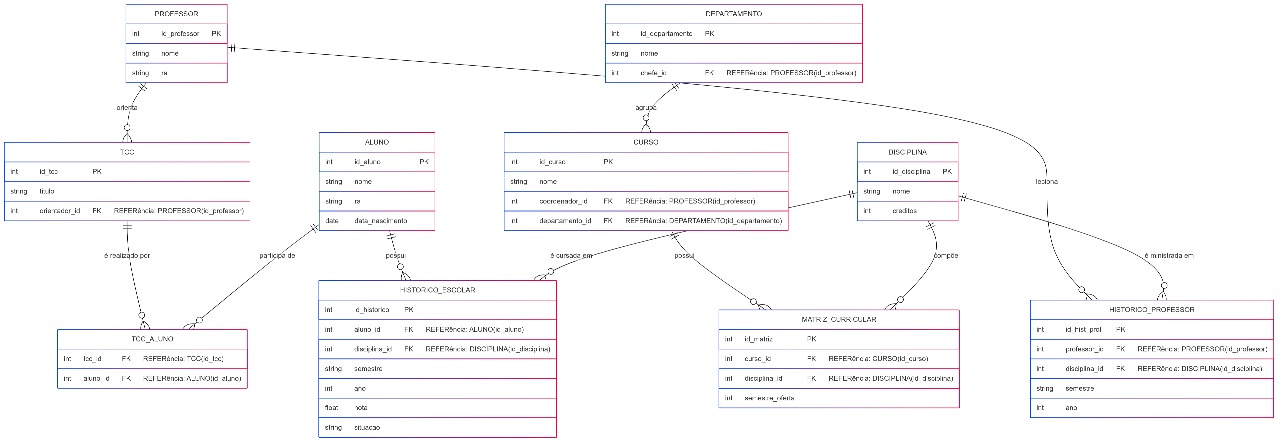 PROFESSOR
int id_professor PK
string nome
string ra
DEPARTAMENTO
int id_departamento PK
string nome
int chefe_id FK REFERência: PROFESSOR(id_professor)
orienta
agrupa
TCC
int id_tcc PK
string titulo
int orientador_id FK REFERência: PROFESSOR(id_professor)
ALUNO
int id_aluno PK
string nome
string ra
date data_nascimento
CURSO
int id_curso PK
string nome
int coordenador_id FK REFERência: PROFESSOR(id_professor)
int departamento_id FK REFERência: DEPARTAMENTO(id_departamento)
DISCIPLINA
int id_disciplina PK
string nome
int creditos
leciona
é realizado por
participa de
possui
é cursada em
possui
compõe
é ministrada em
TCC_ALUNO
int tcc_id FK REFERência: TCC(id_tcc)
int aluno_id FK REFERência: ALUNO(id_aluno)
HISTORICO_ESCOLAR
int id_historico PK
int aluno_id FK REFERência: ALUNO(id_aluno)
int disciplina_id FK REFERência: DISCIPLINA(id_disciplina)
string semestre
int ano
float nota
string situacao
MATRIZ_CURRICULAR
int id_matriz PK
int curso_id FK REFERência: CURSO(id_curso)
int disciplina_id FK REFERência: DISCIPLINA(id_disciplina)
int semestre_oferta
HISTORICO_PROFESSOR
int id_hist_prof PK
int professor_id FK REFERência: PROFESSOR(id_professor)
int disciplina_id FK REFERência: DISCIPLINA(id_disciplina)
string semestre
int ano